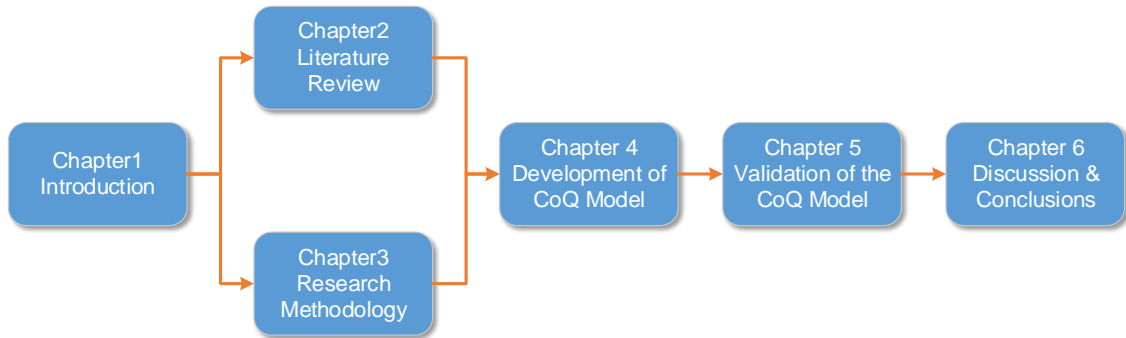 Chapter1
Introduction
Chapter2
Literature
Review
Chapter3
Research
Methodology
Chapter 4
Development of
CoQ Model
Chapter 5
Validation of the
CoQ Model
Chapter 6
Discussion &
Conclusions